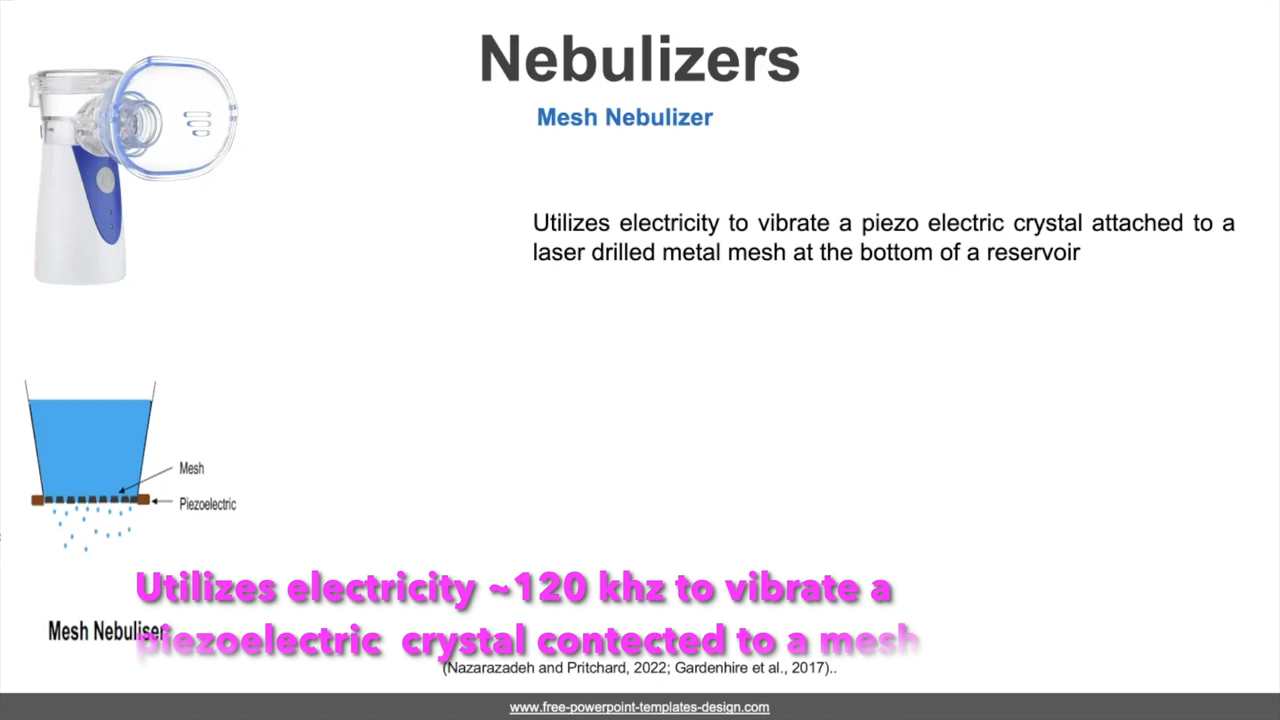 Nebulizers
Mesh Nebulizer
Utilizes electricity to vibrate a piezo electric crystal attached to a
laser drilled metal mesh at the bottom of a reservoir
Mesh
Piezoelectric
Utilizes electricity ~120 khz to vibrate a
Mesh Nebuliser
piezoelectric crystal contected to a mesh
(Nazarazadeh and Pritchard, 2022; Gardenhire et al., 2017)..
www.free-powerpoint-templates-design.com